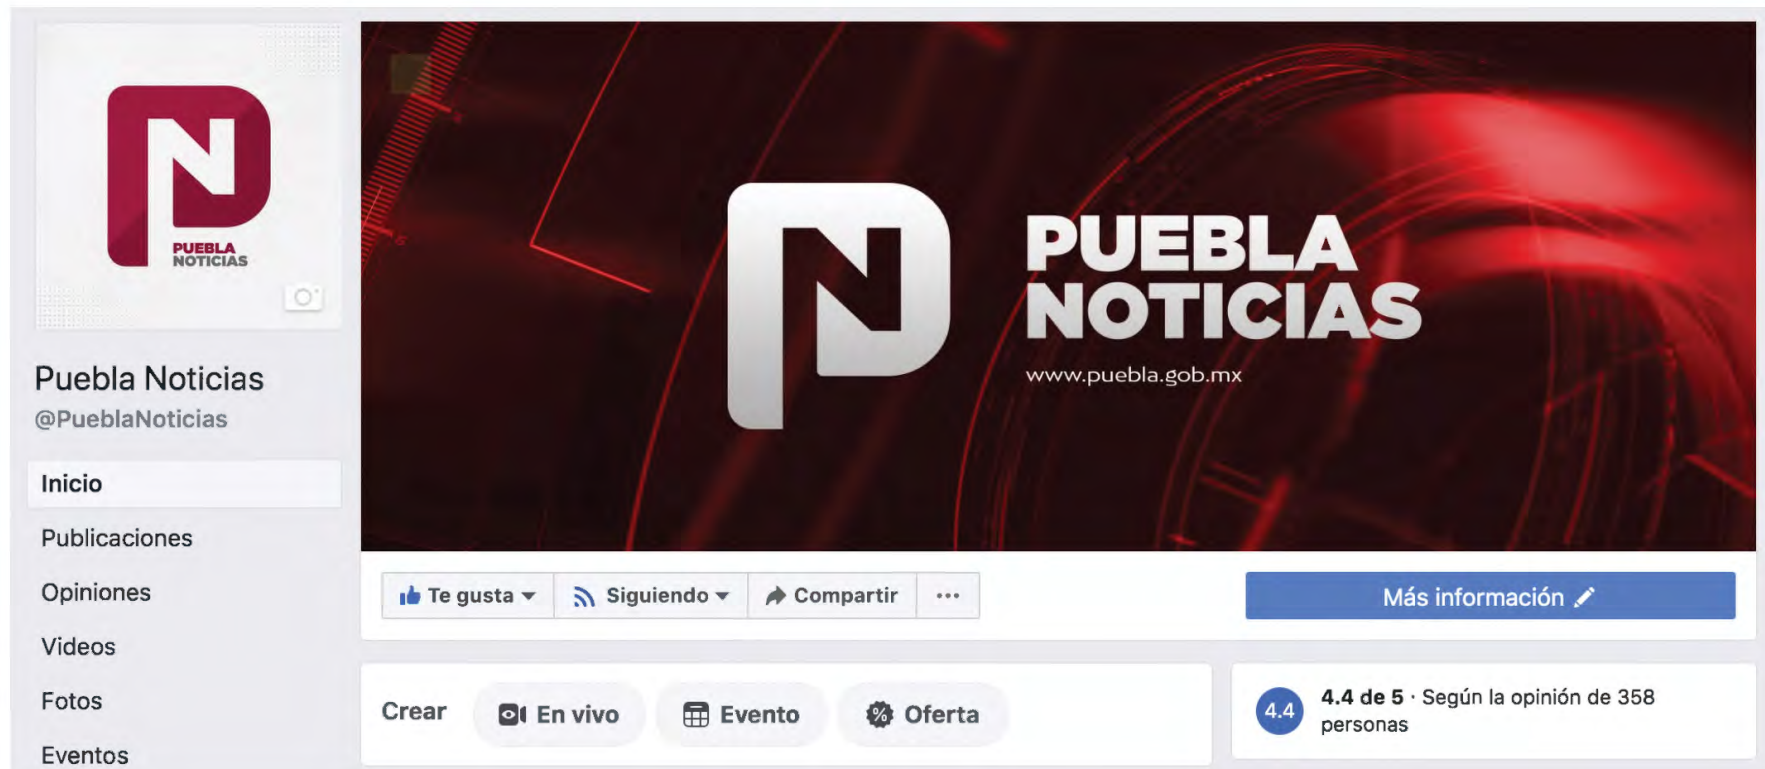 PUEBLA
NOTICIAS
Puebla Noticias
@PueblaNoticias
Inicio
Publicaciones
Opiniones
Videos
Fotos
Eventos
PUEBLA
NOTICIAS
www.puebla.gob.mx
Te gusta
Siguiendo
Compartir
...
Más información
Crear
En vivo
Evento
Oferta
4.4
4.4 de 5 · Según la opinión de 358
personas